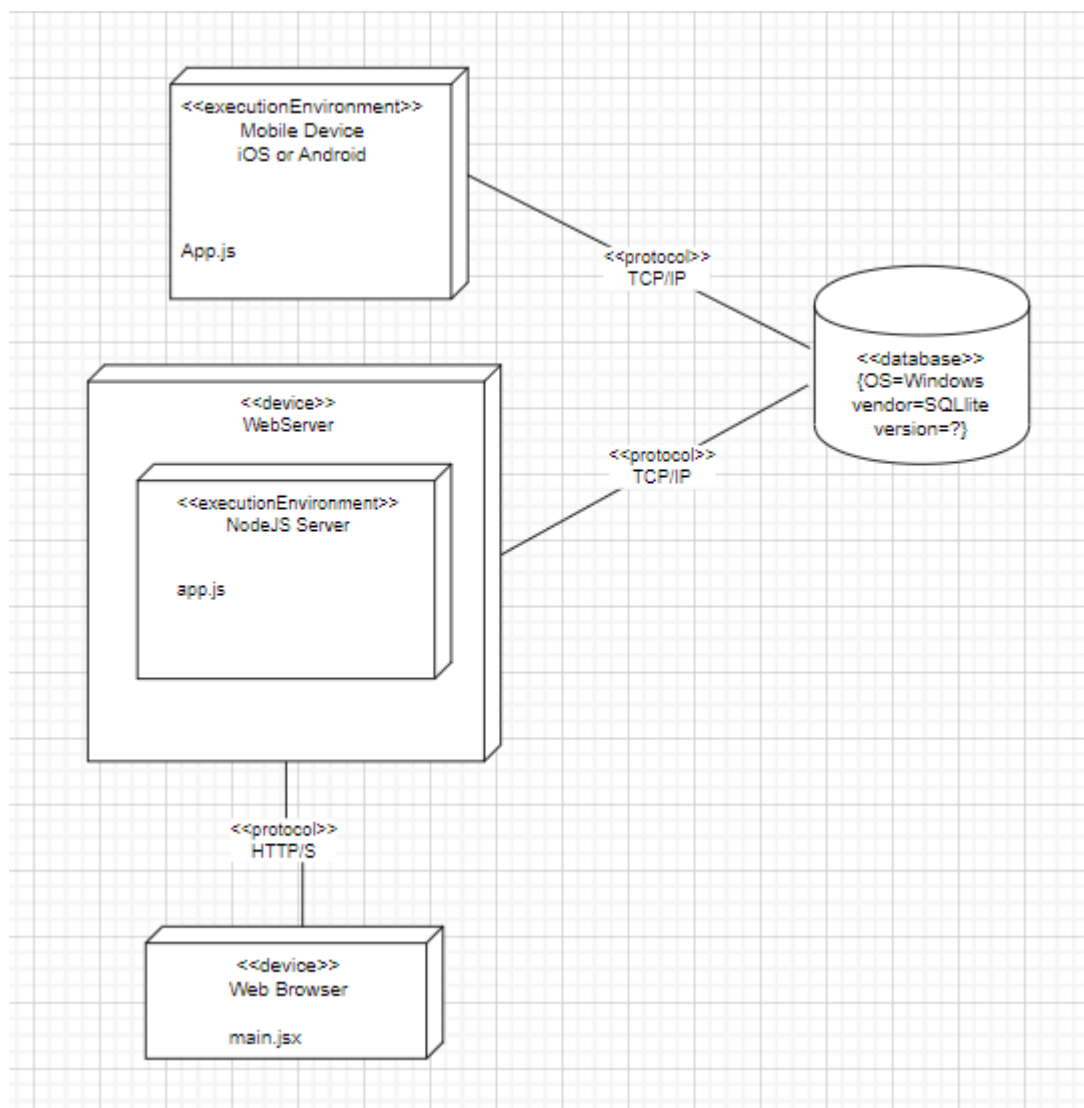 <<executionEnvironment>>
Mobile Device
iOS or Android
App.js
<<protocol>>
TCP/IP
<<database>>
{OS=Windows
vendor=SQLlite
version=?}
<<device>>
WebServer
<<protocol>>
TCP/IP
<<executionEnvironment>>
NodeJS Server
app.js
<<protocol>>
HTTP/S
<<device>>
Web Browser
main.jsx